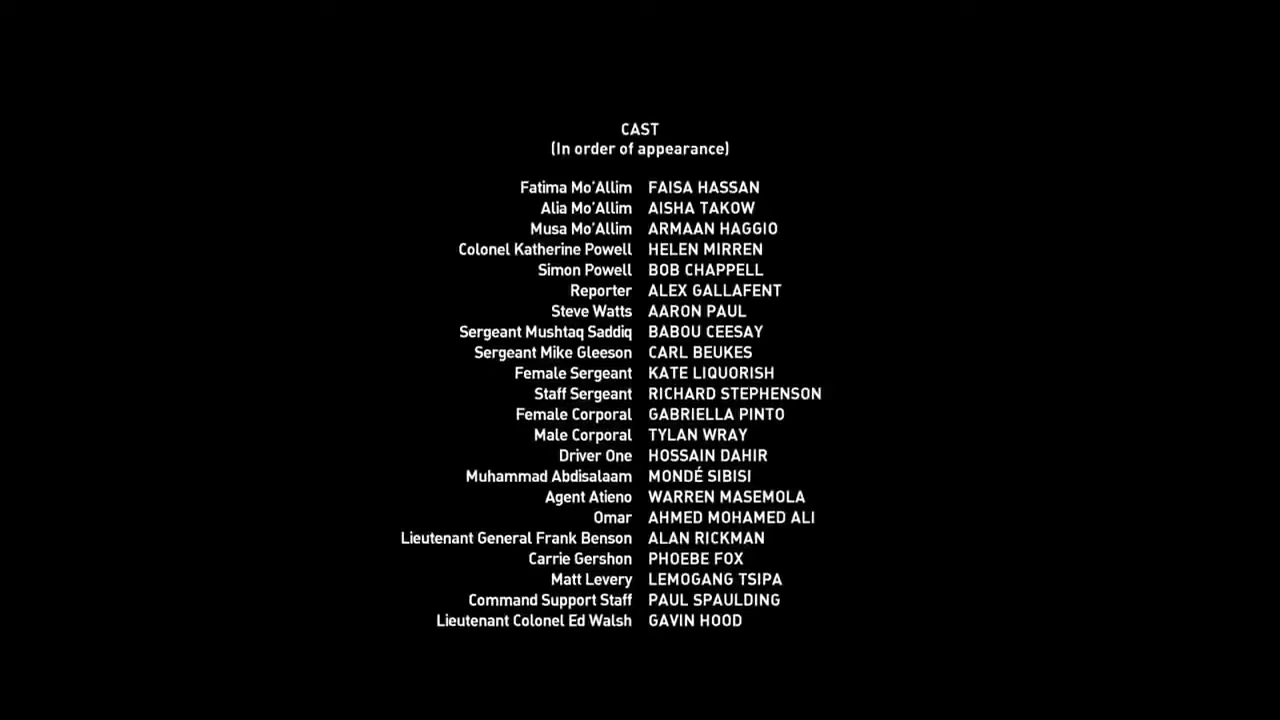 CAST
(In order of appearance)
Fatima Mo'Allim FAISA HASSAN
Alia Mo'Allim AISHA TAKOW
Musa Mo'Allim ARMAAN HAGGIO
Colonel Katherine Powell HELEN MIRREN
Simon Powell BOB CHAPPELL
Reporter ALEX GALLAFENT
Steve Watts AARON PAUL
Sergeant Mushtaq Saddiq BABOU CEESAY
Sergeant Mike Gleeson CARL BEUKES
Female Sergeant KATE LIQUORISH
Staff Sergeant RICHARD STEPHENSON
Female Corporal GABRIELLA PINTO
Male Corporal TYLAN WRAY
Driver One HOSSAIN DAHIR
Muhammad Abdisalaam MONDÉ SIBISI
Agent Atieno WARREN MASEMOLA
Omar AHMED MOHAMED ALI
Lieutenant General Frank Benson ALAN RICKMAN
Carrie Gershon PHOEBE FOX
Matt Levery LEMOGANG TSIPA
Command Support Staff PAUL SPAULDING
Lieutenant Colonel Ed Walsh GAVIN HOOD